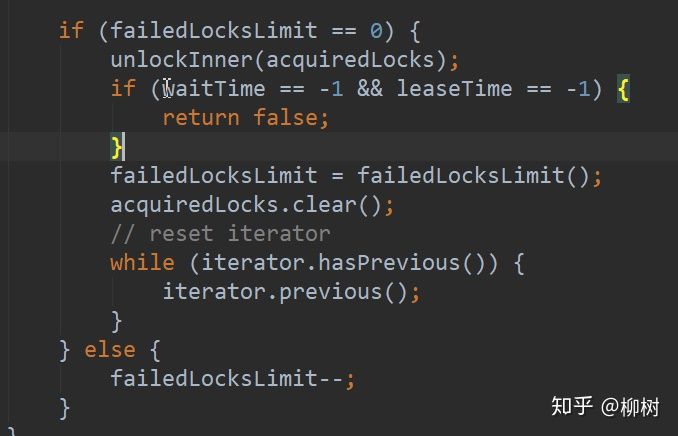 if (failedLocksLimit == 0) {
    unlockInner(acquiredLocks);
    if (waitTime == -1 && leaseTime == -1) {
        return false;
    }
    failedLocksLimit = failedLocksLimit();
    acquiredLocks.clear();
    // reset iterator
    while (iterator.hasPrevious()) {
        iterator.previous();
    }
} else {
    failedLocksLimit--;
}
}
知乎 @柳树